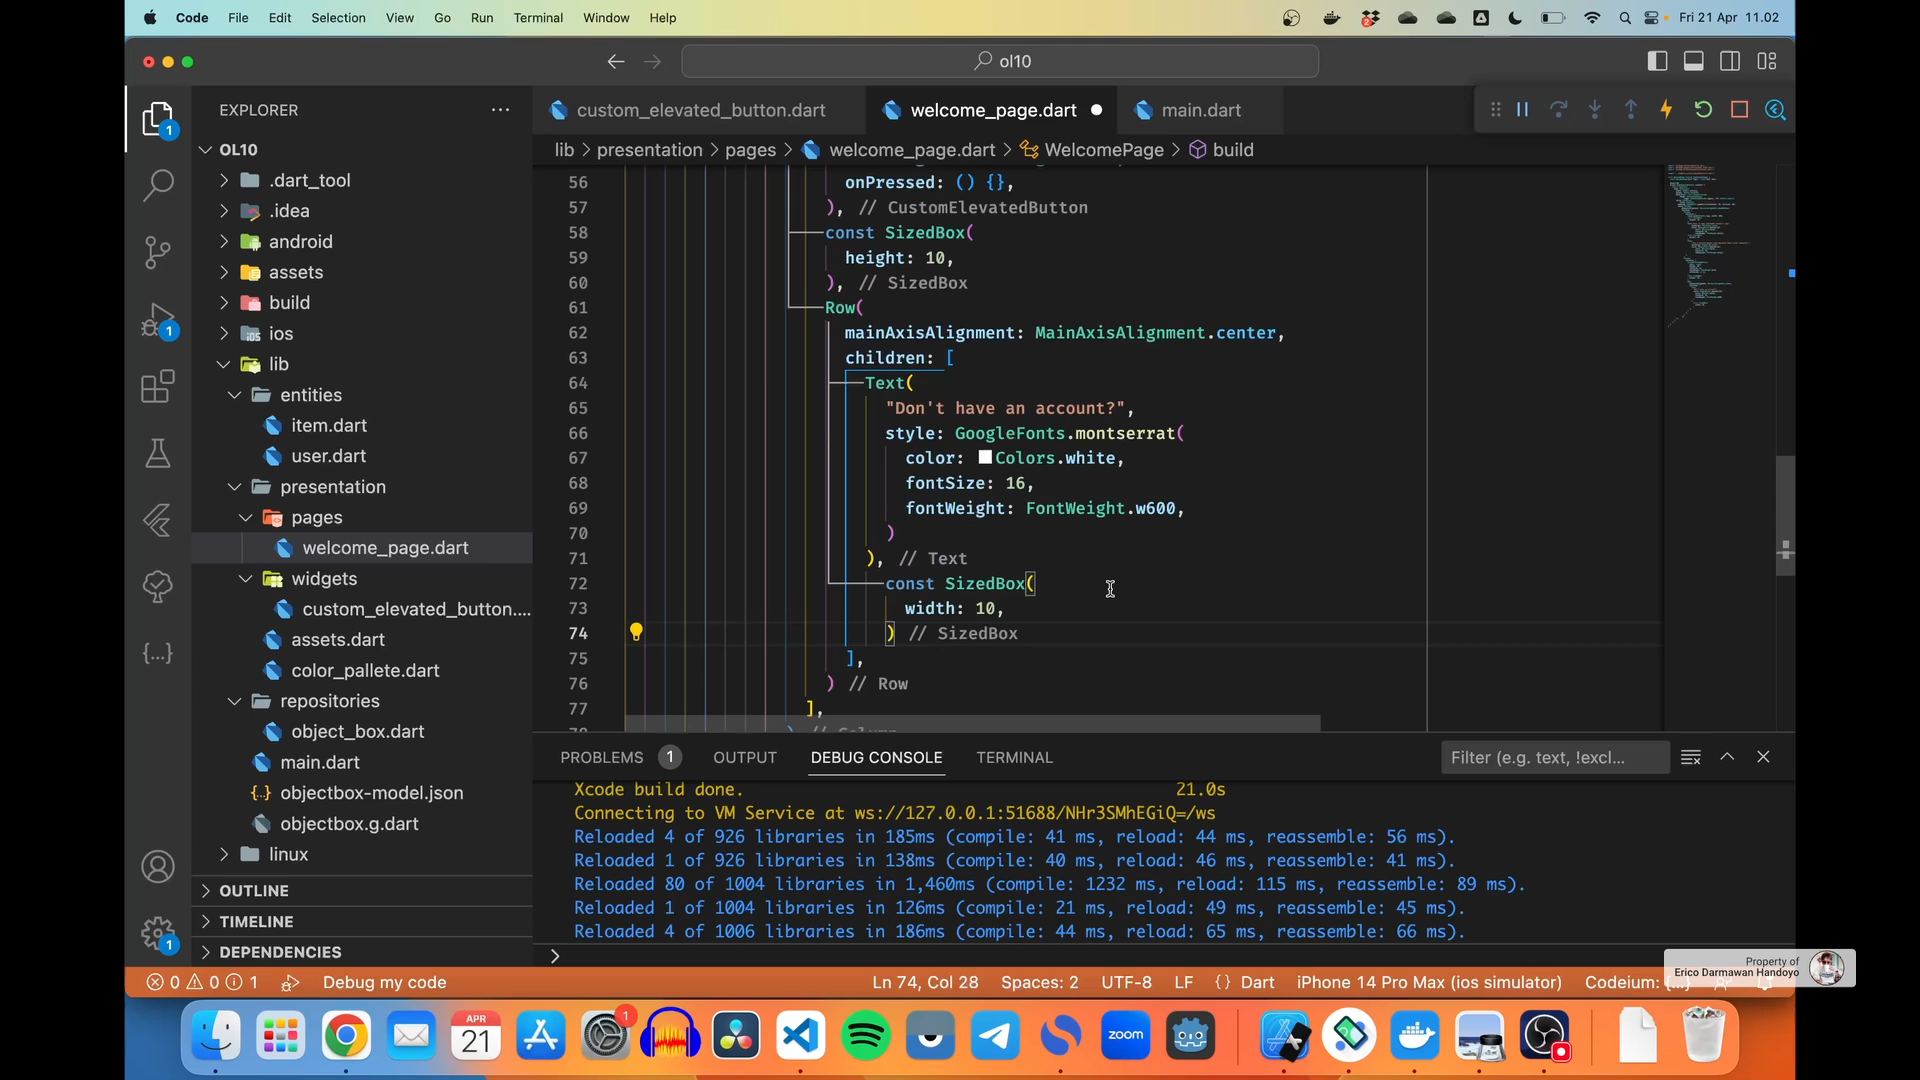 Code File Edit Selection View Go Run Terminal Window Help
2
Fri 21 Apr 11.02
ol10
EXPLORER
custom_elevated_button.dart
welcome_page.dart
main.dart
lib > presentation > pages > welcome_page.dart > WelcomePage > build
OL10
.dart_tool
.idea
android
assets
build
ios
lib
entities
item.dart
user.dart
presentation
pages
welcome_page.dart
widgets
custom_elevated_button....
assets.dart
color_pallete.dart
repositories
object_box.dart
main.dart
objectbox-model.json
objectbox.g.dart
linux
OUTLINE
TIMELINE
DEPENDENCIES
1
1
1
56 onPressed: () {},
57 ), // CustomElevatedButton
58 const SizedBox(
59 height: 10,
60 ), // SizedBox
61 Row(
62 mainAxisAlignment: MainAxisAlignment.center,
63 children: [
64 Text(
65 "Don't have an account?",
66 style: GoogleFonts.montserrat(
67 color: Colors.white,
68 fontSize: 16,
69 fontWeight: FontWeight.w600,
70 )
71 ), // Text
72 const SizedBox(
73 width: 10,
74 ) // SizedBox
75 ],
76 ) // Row
77 ],
PROBLEMS 1 OUTPUT DEBUG CONSOLE TERMINAL
Filter (e.g. text, !excl...
Xcode build done. 21.0s
Connecting to VM Service at ws://127.0.0.1:51688/NHr3SMhEGiQ=/ws
Reloaded 4 of 926 libraries in 185ms (compile: 41 ms, reload: 44 ms, reassemble: 56 ms).
Reloaded 1 of 926 libraries in 138ms (compile: 40 ms, reload: 46 ms, reassemble: 41 ms).
Reloaded 80 of 1004 libraries in 1,460ms (compile: 1232 ms, reload: 115 ms, reassemble: 89 ms).
Reloaded 1 of 1004 libraries in 126ms (compile: 21 ms, reload: 49 ms, reassemble: 45 ms).
Reloaded 4 of 1006 libraries in 186ms (compile: 44 ms, reload: 65 ms, reassemble: 66 ms).
>
0 0 1 Debug my code
Ln 74, Col 28 Spaces: 2 UTF-8 LF {} Dart iPhone 14 Pro Max (ios simulator) Codeium: {...}
Property of
Erico Darmawan Handoyo
APR
21
1
zoom